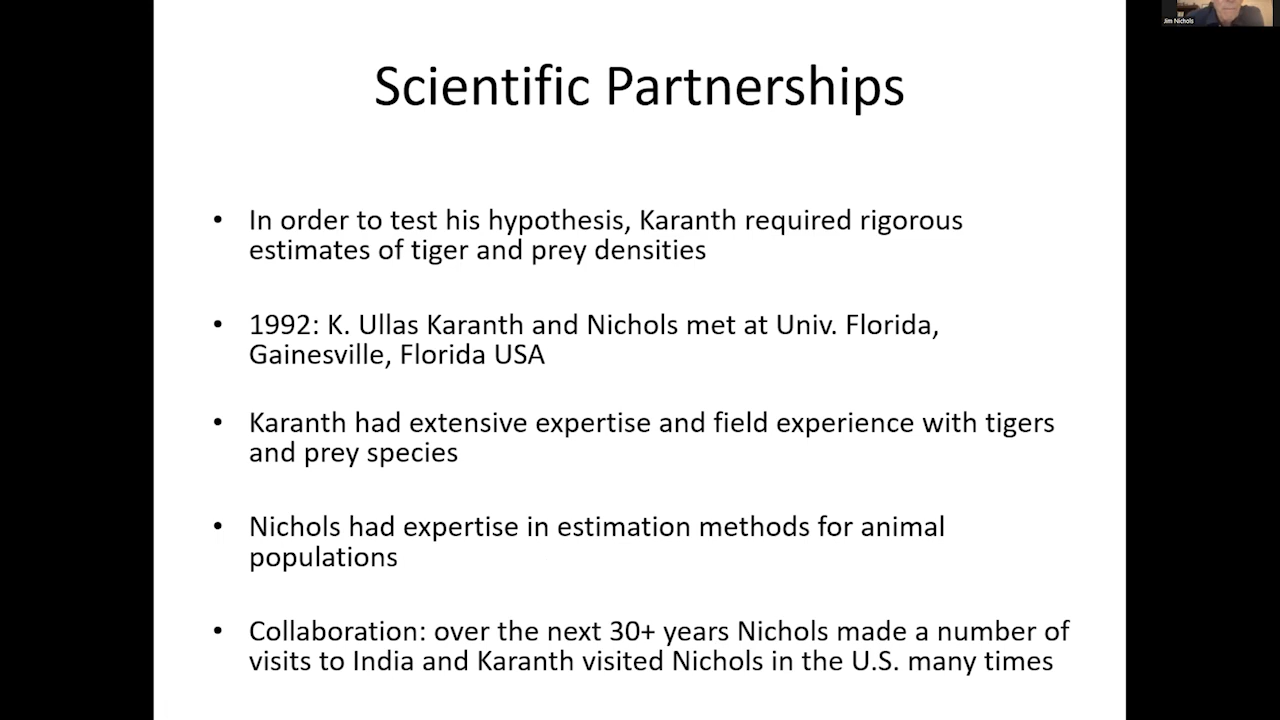 Jim Nichols
Scientific Partnerships
• In order to test his hypothesis, Karanth required rigorous
estimates of tiger and prey densities
• 1992: K. Ullas Karanth and Nichols met at Univ. Florida,
Gainesville, Florida USA
• Karanth had extensive expertise and field experience with tigers
and prey species
• Nichols had expertise in estimation methods for animal
populations
• Collaboration: over the next 30+ years Nichols made a number of
visits to India and Karanth visited Nichols in the U.S. many times